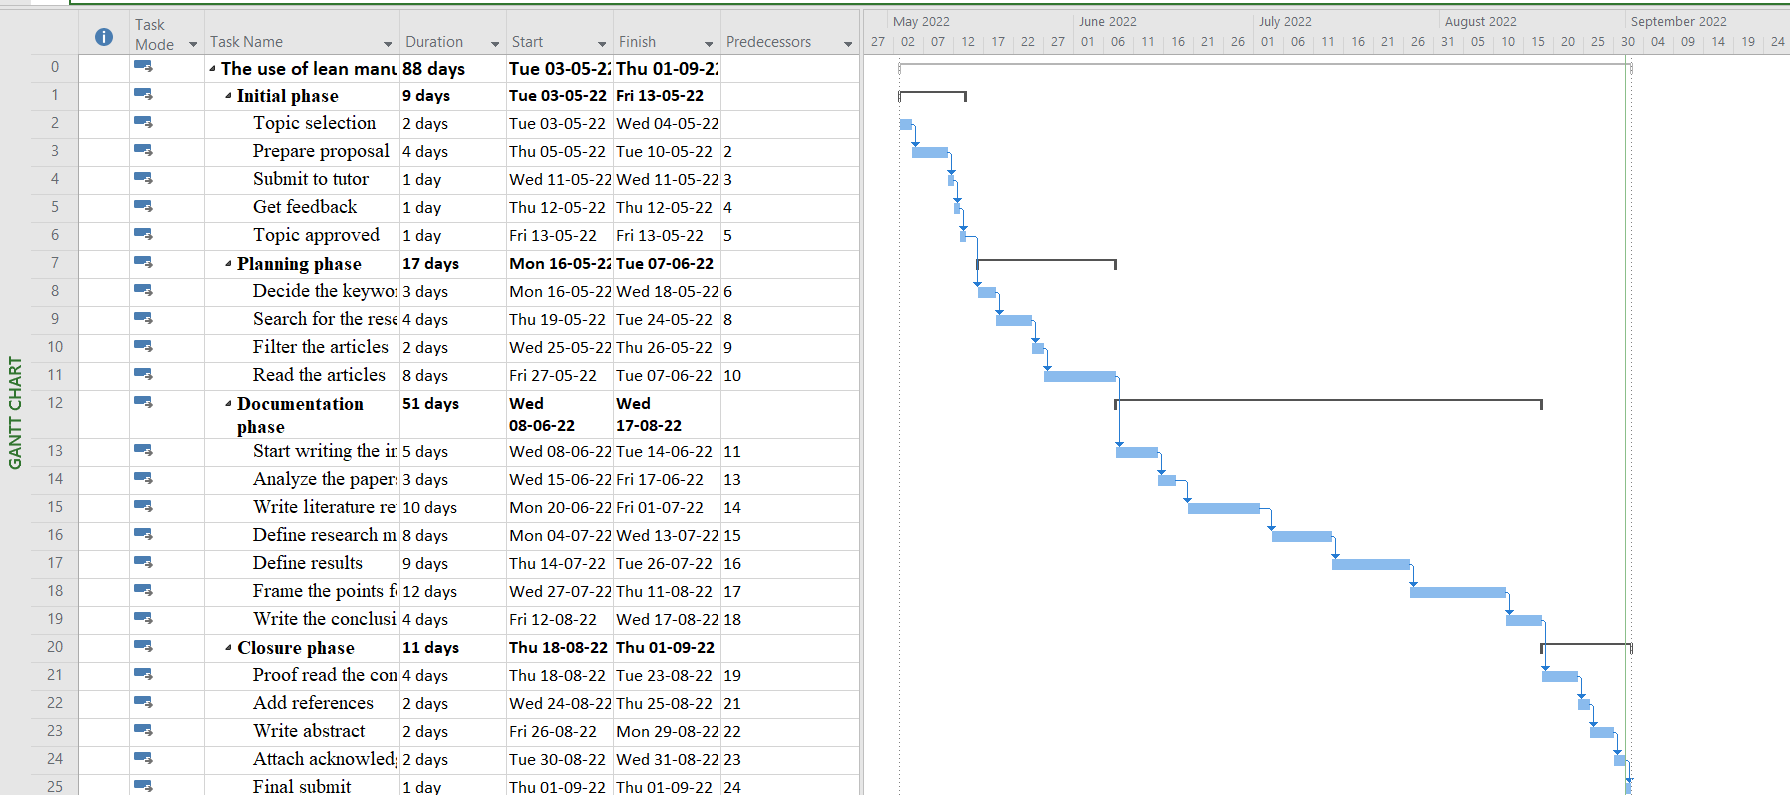 May 2022 June 2022 July 2022 August 2022 September 2022
Task Mode Task Name Duration Start Finish Predecessors 27 02 07 12 17 22 27 01 06 11 16 21 26 01 06 11 16 21 26 31 05 10 15 20 25 30 04 09 14 19 24
0 The use of lean manu 88 days Tue 03-05-22 Thu 01-09-22
1 Initial phase 9 days Tue 03-05-22 Fri 13-05-22
2 Topic selection 2 days Tue 03-05-22 Wed 04-05-22
3 Prepare proposal 4 days Thu 05-05-22 Tue 10-05-22 2
4 Submit to tutor 1 day Wed 11-05-22 Wed 11-05-22 3
5 Get feedback 1 day Thu 12-05-22 Thu 12-05-22 4
6 Topic approved 1 day Fri 13-05-22 Fri 13-05-22 5
7 Planning phase 17 days Mon 16-05-22 Tue 07-06-22
8 Decide the keywo 3 days Mon 16-05-22 Wed 18-05-22 6
9 Search for the rese 4 days Thu 19-05-22 Tue 24-05-22 8
10 Filter the articles 2 days Wed 25-05-22 Thu 26-05-22 9
11 Read the articles 8 days Fri 27-05-22 Tue 07-06-22 10
12 Documentation phase 51 days Wed 08-06-22 Wed 17-08-22
13 Start writing the in 5 days Wed 08-06-22 Tue 14-06-22 11
14 Analyze the papers 3 days Wed 15-06-22 Fri 17-06-22 13
15 Write literature re 10 days Mon 20-06-22 Fri 01-07-22 14
16 Define research m 8 days Mon 04-07-22 Wed 13-07-22 15
17 Define results 9 days Thu 14-07-22 Tue 26-07-22 16
18 Frame the points f 12 days Wed 27-07-22 Thu 11-08-22 17
19 Write the conclusi 4 days Fri 12-08-22 Wed 17-08-22 18
20 Closure phase 11 days Thu 18-08-22 Thu 01-09-22
21 Proof read the con 4 days Thu 18-08-22 Tue 23-08-22 19
22 Add references 2 days Wed 24-08-22 Thu 25-08-22 21
23 Write abstract 2 days Fri 26-08-22 Mon 29-08-22 22
24 Attach acknowledg 2 days Tue 30-08-22 Wed 31-08-22 23
25 Final submit 1 day Thu 01-09-22 Thu 01-09-22 24
GANTT CHART